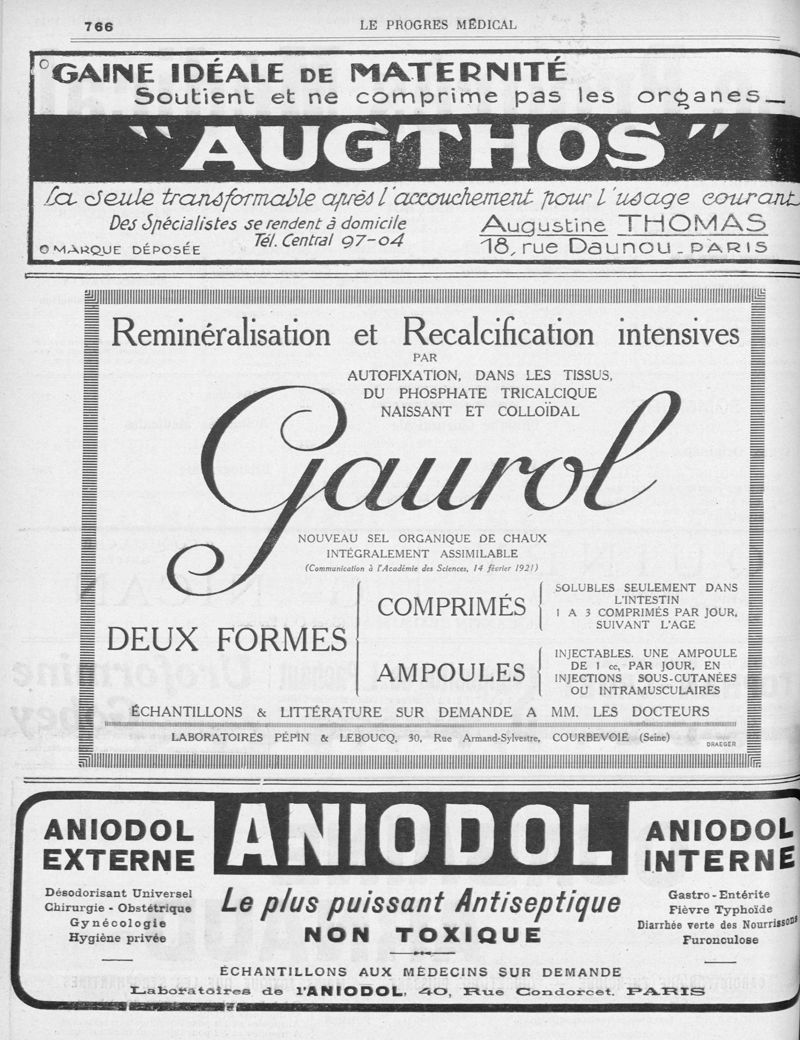 766
LE PROGRES MÉDICAL
GAINE IDÉALE DE MATERNITÉ
Soutient et ne comprime pas les organes
"AUGTHOS"
La seule transformable après l'accouchement pour l'usage courant
Des Spécialistes se rendent à domicile
Tél. Central 97-04
MARQUE DÉPOSÉE
Augustine THOMAS
18, rue Daunou - PARIS
Reminéralisation et Recalcification intensives
PAR
AUTOFIXATION, DANS LES TISSUS,
DU PHOSPHATE TRICALCIQUE
NAISSANT ET COLLOÏDAL
Gaurol
NOUVEAU SEL ORGANIQUE DE CHAUX
INTÉGRALEMENT ASSIMILABLE
(Communication à l'Académie des Sciences, 14 février 1921)
DEUX FORMES
COMPRIMÉS
SOLUBLES SEULEMENT DANS
L'INTESTIN
1 A 3 COMPRIMÉS PAR JOUR,
SUIVANT L'AGE
AMPOULES
INJECTABLES. UNE AMPOULE
DE 1 cc, PAR JOUR, EN
INJECTIONS SOUS-CUTANÉES
OU INTRAMUSCULAIRES
ÉCHANTILLONS & LITTÉRATURE SUR DEMANDE A MM. LES DOCTEURS
LABORATOIRES PÉPIN & LEBOUCQ, 30, Rue Armand-Sylvestre, COURBEVOIE (Seine)
DRAEGER
ANIODOL
EXTERNE
Désodorisant Universel
Chirurgie - Obstétrique
Gynécologie
Hygiène privée
ANIODOL
Le plus puissant Antiseptique
NON TOXIQUE
ANIODOL
INTERNE
Gastro-Entérite
Fièvre Typhoïde
Diarrhée verte des Nourrissons
Furonculose
ÉCHANTILLONS AUX MÉDECINS SUR DEMANDE
Laboratoires de l'ANIODOL, 40, Rue Condorcet, PARIS